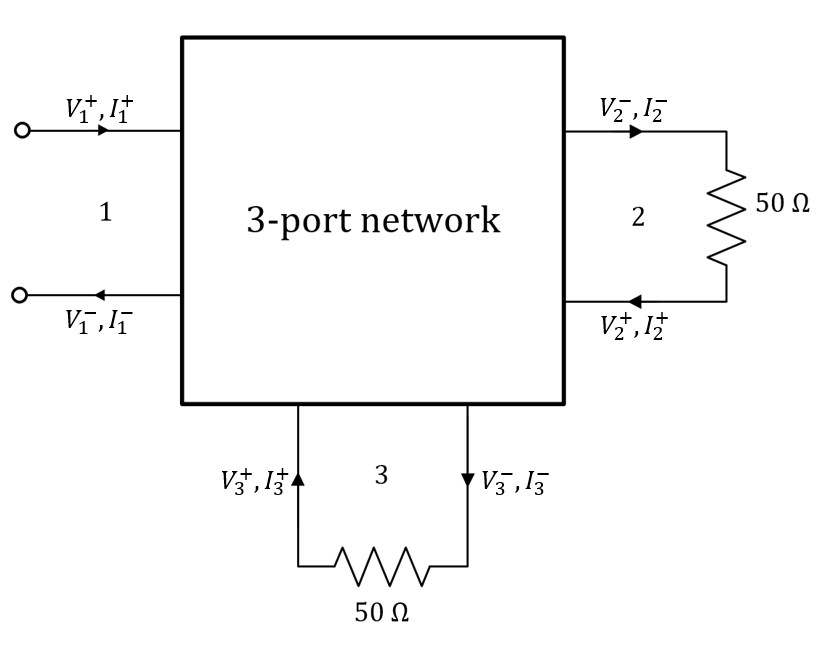 V₁⁺, I₁⁺
V₂⁻, I₂⁻
1
3-port network
2
50 Ω
V₁⁻, I₁⁻
V₂⁺, I₂⁺
3
V₃⁺, I₃⁺
V₃⁻, I₃⁻
50 Ω